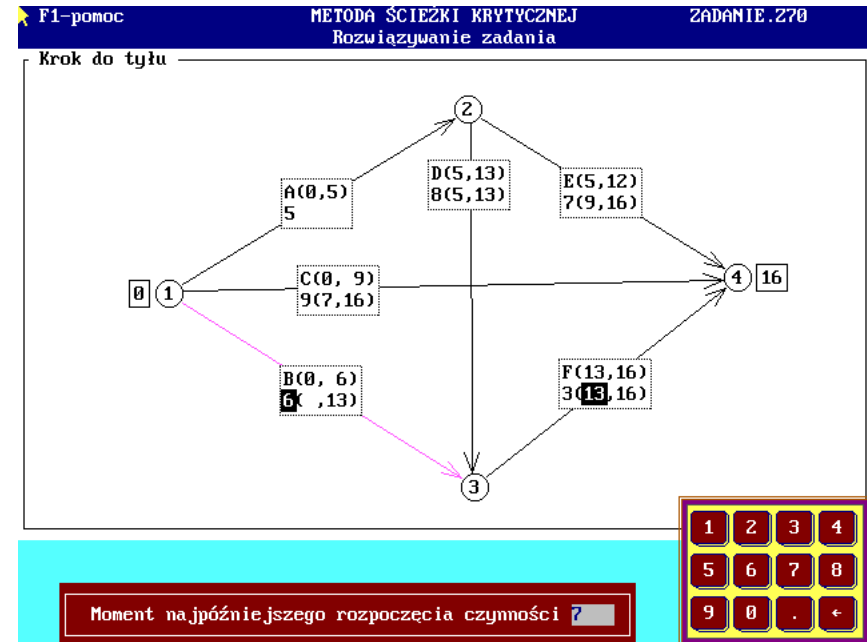 F1-pomoc METODA ŚCIEŻKI KRYTYCZNEJ ZADANIE.Z70
Rozwiązywanie zadania
Krok do tyłu
2
D(5,13)
8(5,13)
E(5,12)
7(9,16)
A(0,5)
5
C(0, 9)
9(7,16)
0 1
4 16
B(0, 6)
6( ,13)
F(13,16)
3(13,16)
3
1 2 3 4
5 6 7 8
9 0 . ←
Moment najpóźniejszego rozpoczęcia czynności 7